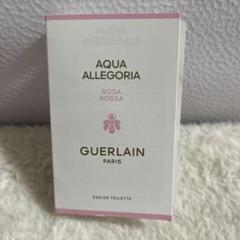 AQUA
ALLEGORIA
ROSA
ROSSA
GUERLAIN
PARIS
EAU DE TOILETTE